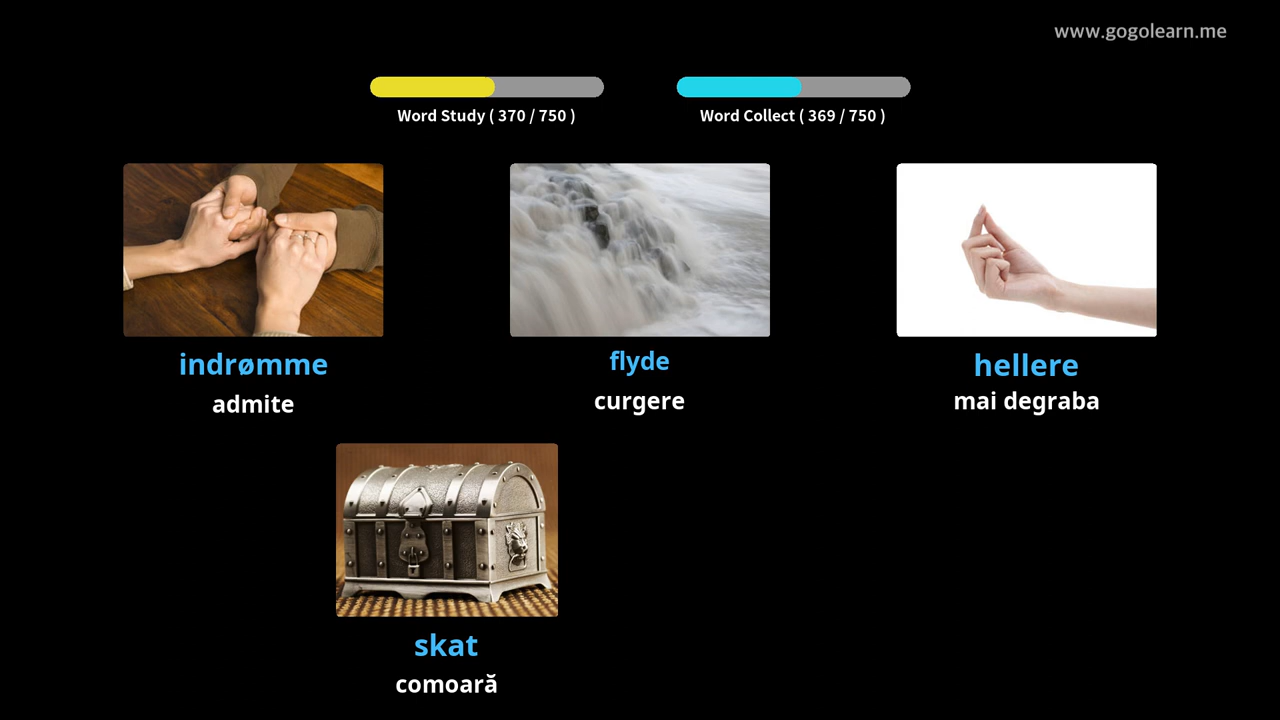 www.gogolearn.me
Word Study ( 370 / 750 )
Word Collect ( 369 / 750 )
indrømme
admite
flyde
curgere
hellere
mai degraba
skat
comoară